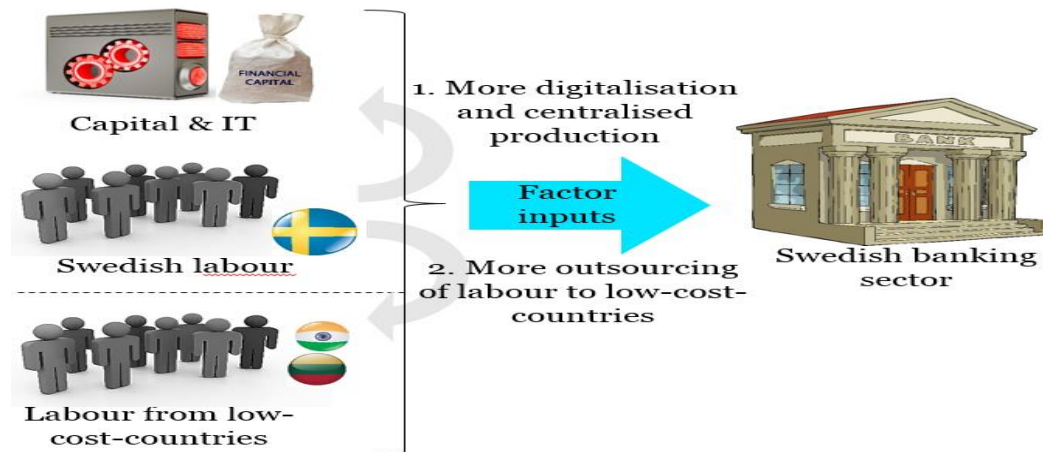 FINANCIAL
CAPITAL
Capital & IT
Swedish labour
Labour from low-
cost-countries
1. More digitalisation
and centralised
production
Factor
inputs
2. More outsourcing
of labour to low-cost-
countries
BANK
Swedish banking
sector